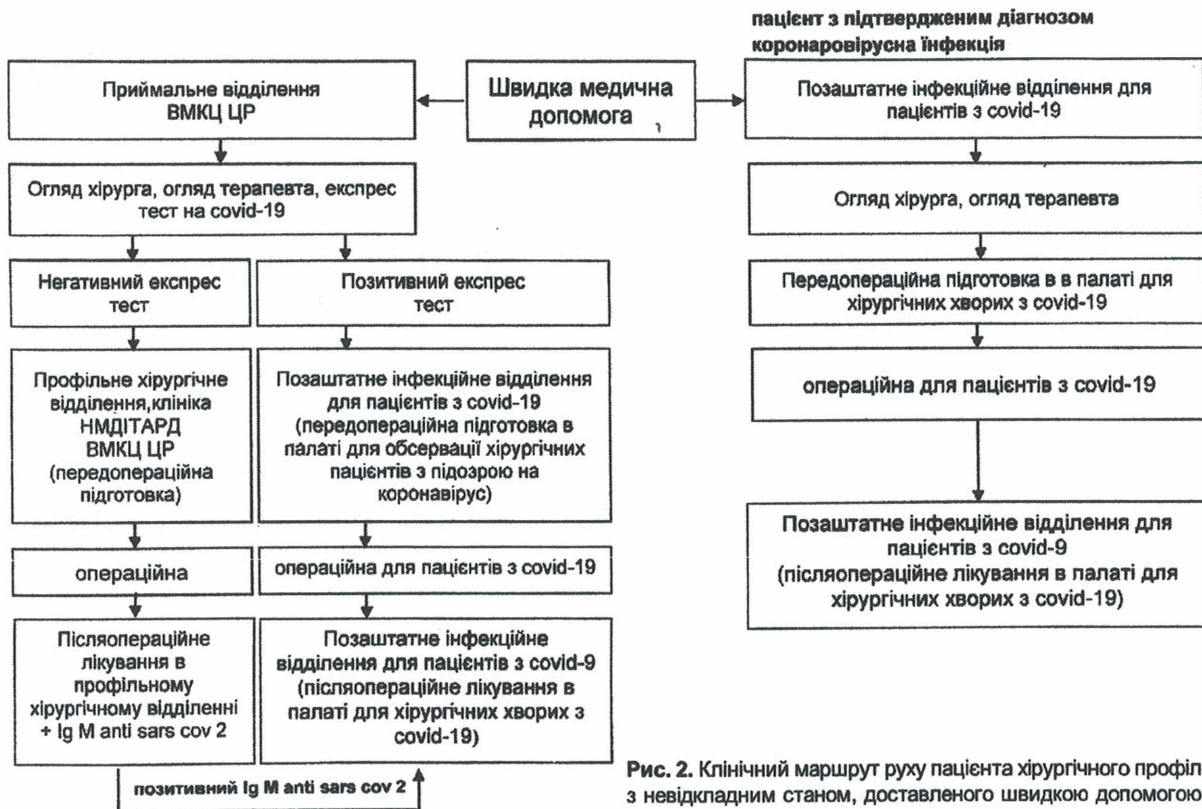 пацієнт з підтвердженим діагнозом
коронаровірусна їнфекція
Приймальне відділення
ВМКЦ ЦР
Швидка медична
допомога
Позаштатне інфекційне відділення для
пацієнтів з covid-19
Огляд хірурга, огляд терапевта, експрес
тест на covid-19
Огляд хірурга, огляд терапевта
Негативний експрес
тест
Позитивний експрес
тест
Передопераційна підготовка в в палаті для
хірургічних хворих з covid-19
Профільне хірургічне
відділення,клініка
НМДІТАРД
ВМКЦ ЦР
(передопераційна
підготовка)
Позаштатне інфекційне відділення
для пацієнтів з covid-19
(передопераційна підготовка в
палаті для обсервації хірургічних
пацієнтів з підозрою на
коронавірус)
операційна для пацієнтів з covid-19
операційна
операційна для пацієнтів з covid-19
Позаштатне інфекційне відділення для
пацієнтів з covid-9
(післяопераційне лікування в палаті для
хірургічних хворих з covid-19)
Післяопераційне
лікування в
профільному
хірургічному відділенні
+ Ig M anti sars cov 2
Позаштатне інфекційне
відділення для пацієнтів з covid-9
(післяопераційне лікування в
палаті для хірургічних хворих з
covid-19)
позитивний Ig M anti sars cov 2
Рис. 2. Клінічний маршрут руху пацієнта хірургічного профіл
з невідкладним станом, доставленого швидкою допомогою